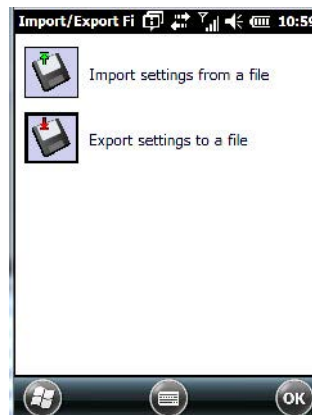 Import/Export Fi 10:59
Import settings from a file
Export settings to a file
OK